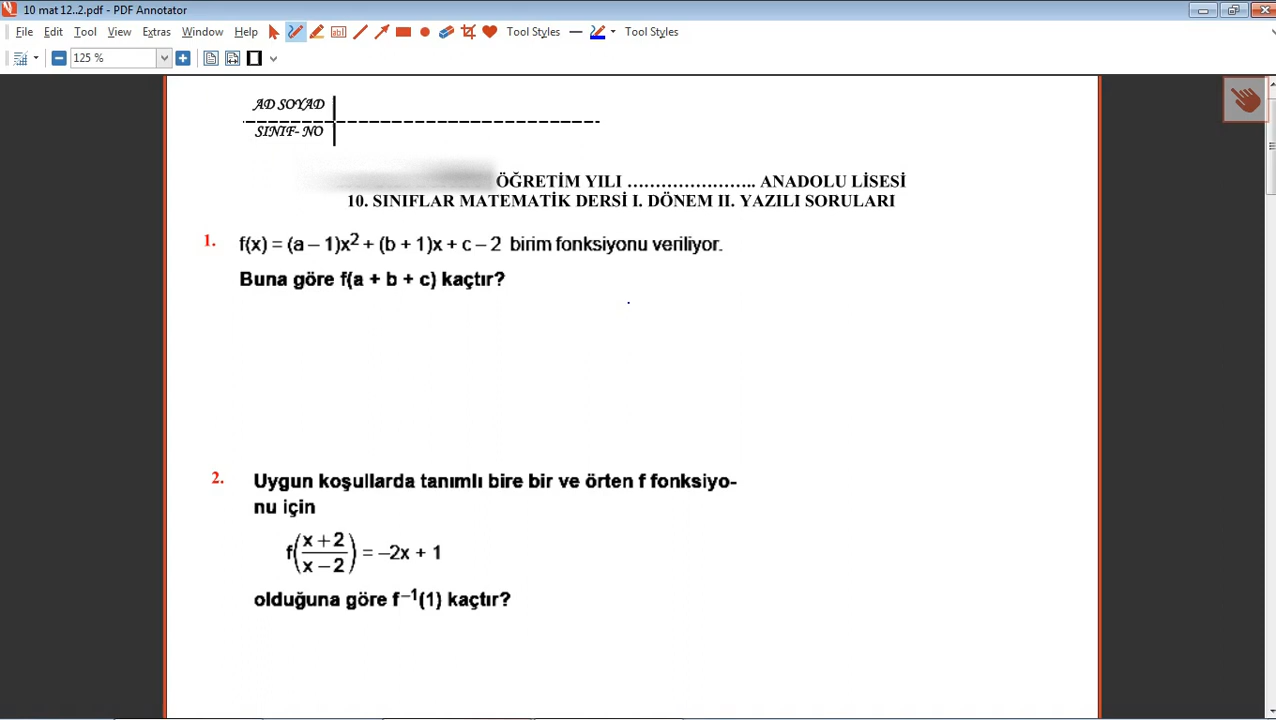 10 mat 12..2.pdf - PDF Annotator
File Edit Tool View Extras Window Help Tool Styles Tool Styles
125 %
AD SOYAD
SINIF- NO
ÖĞRETİM YILI ………………….. ANADOLU LİSESİ
10. SINIFLAR MATEMATİK DERSİ I. DÖNEM II. YAZILI SORULARI
1. f(x) = (a – 1)x² + (b + 1)x + c – 2 birim fonksiyonu veriliyor.
Buna göre f(a + b + c) kaçtır?
2. Uygun koşullarda tanımlı bire bir ve örten f fonksiyo-
nu için
f((x + 2)/(x – 2)) = –2x + 1
olduğuna göre f⁻¹(1) kaçtır?